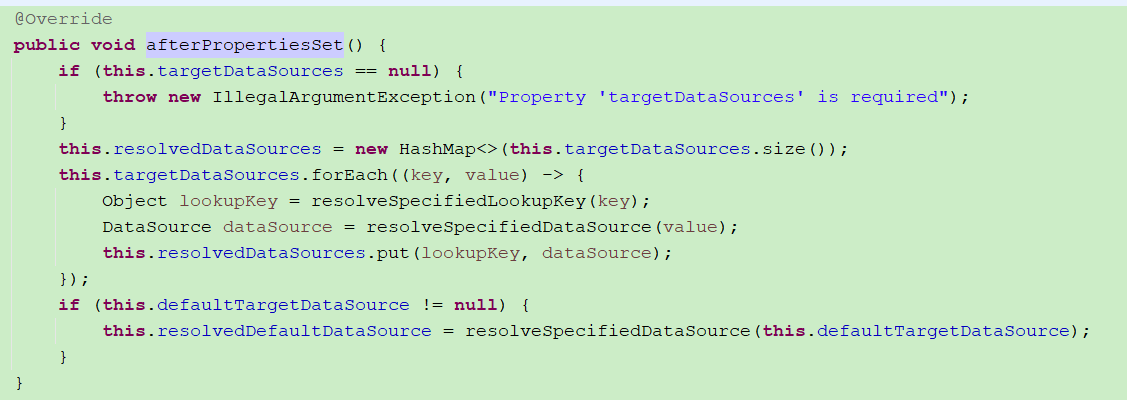 @Override
public void afterPropertiesSet() {
    if (this.targetDataSources == null) {
        throw new IllegalArgumentException("Property 'targetDataSources' is required");
    }
    this.resolvedDataSources = new HashMap<>(this.targetDataSources.size());
    this.targetDataSources.forEach((key, value) -> {
        Object lookupKey = resolveSpecifiedLookupKey(key);
        DataSource dataSource = resolveSpecifiedDataSource(value);
        this.resolvedDataSources.put(lookupKey, dataSource);
    });
    if (this.defaultTargetDataSource != null) {
        this.resolvedDefaultDataSource = resolveSpecifiedDataSource(this.defaultTargetDataSource);
    }
}